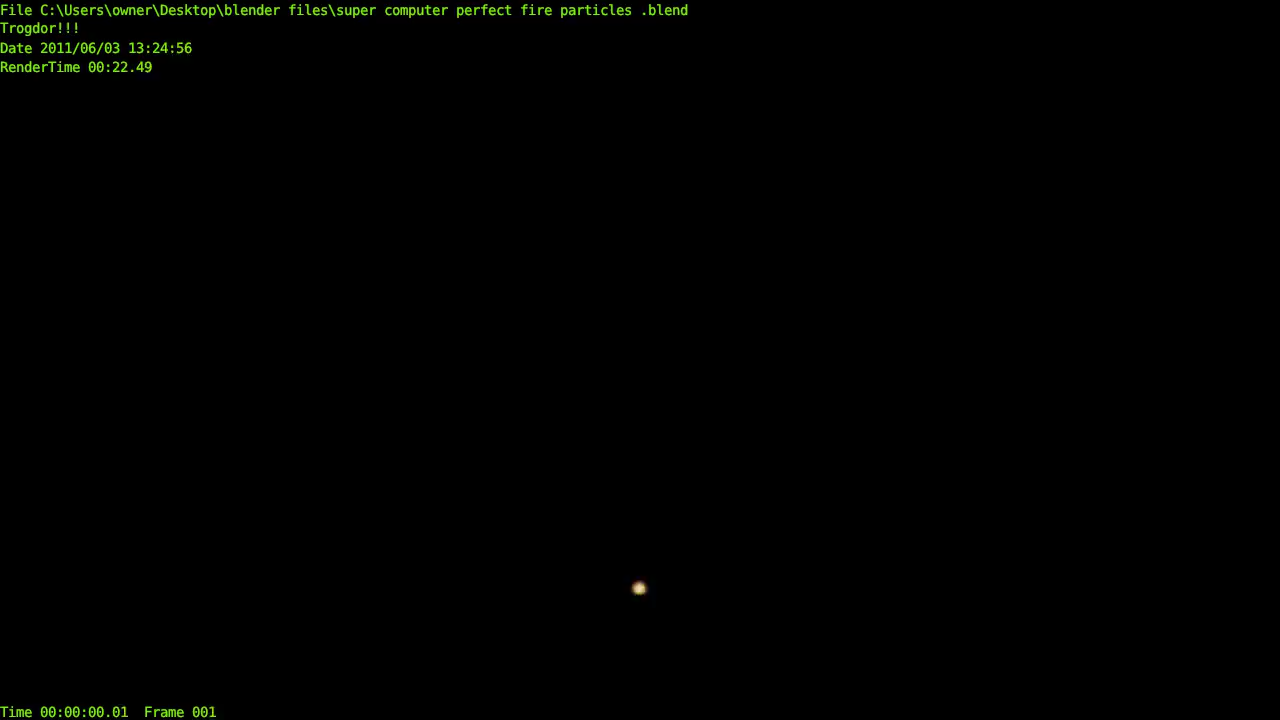 File C:\Users\owner\Desktop\blender files\super computer perfect fire particles .blend
Trogdor!!!
Date 2011/06/03 13:24:56
RenderTime 00:22.49
Time 00:00:00.01  Frame 001